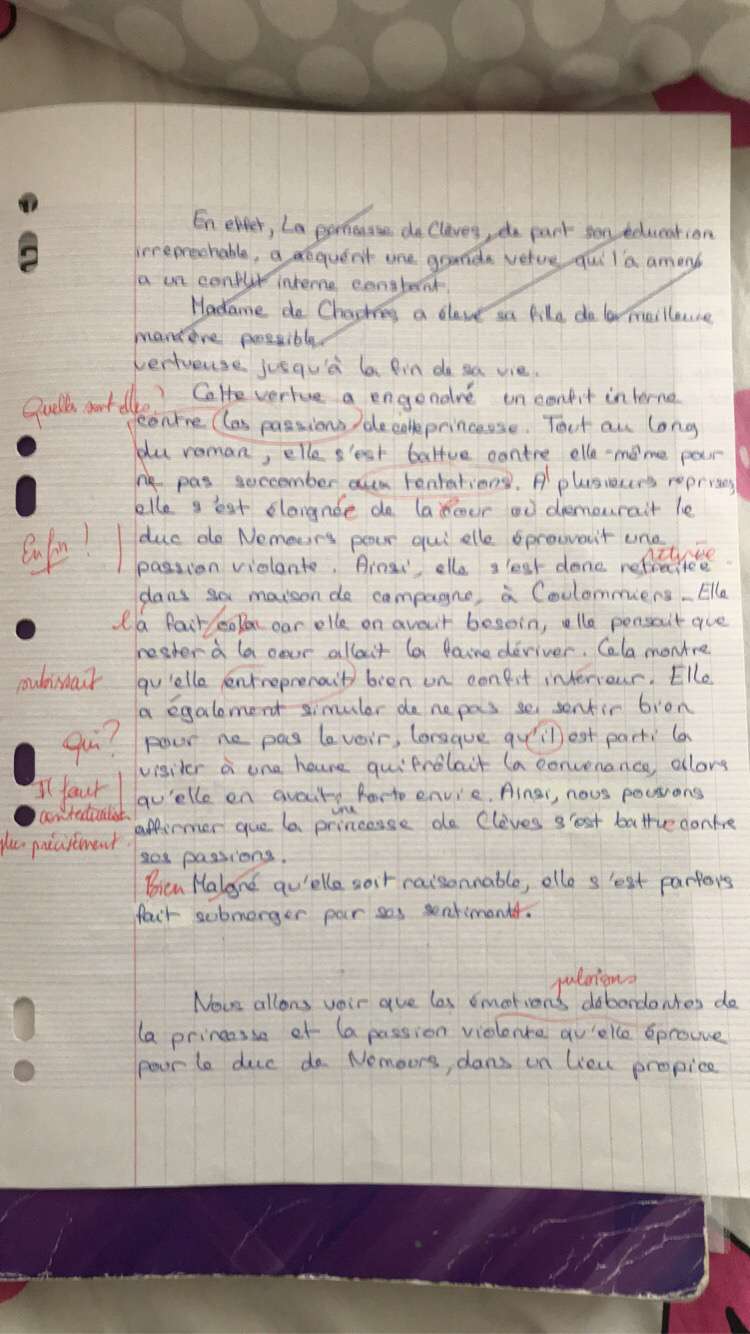 En effet, La princesse de Clèves, de part son éducation
irreprochable, a acquérit une grande vetue qui l'a amené
a un conflit interne constant.
Madame de Chartres a élevé sa fille de la meilleure
manière possible
vertueuse jusqu'à la fin de sa vie.
Cette vertue a engendré un confit interne
Quelles sont elles?
contre les passions de cette princesse. Tout au long
du roman, elle s'est battue contre elle-même pour
ne pas succomber aux tentations. A plusieurs reprises,
elle s'est éloignée de la cour où demeurait le
Enfin!
duc de Nemours pour qui elle éprouvait une
retirée
passion violante. Ainsi, elle s'est donc retraitée
dans sa maison de campagne, à Coulommiers. Elle
l'a fait cela car elle en avait besoin, elle pensait que
rester à la cour allait la faire dériver. Cela montre
subissait
qu'elle entreprenait bien un confit intérieur. Elle
a également simuler de ne pas se sentir bien
Qui?
pour ne pas le voir, lorsque qu'il est parti la
visiter à une heure qui frôlait la convenance, alors
Il faut
contextualiser
plus précisément.
qu'elle en avait une forte envie. Ainsi, nous pouvons
affirmer que la princesse de Clèves s'est battue contre
ses passions.
Bien Malgré qu'elle soit raisonnable, elle s'est parfois
fait submerger par ses sentiments.
pulsions
Nous allons voir que les émotions débordantes de
la princesse et la passion violente qu'elle éprouve
pour le duc de Nemours, dans un lieu propice